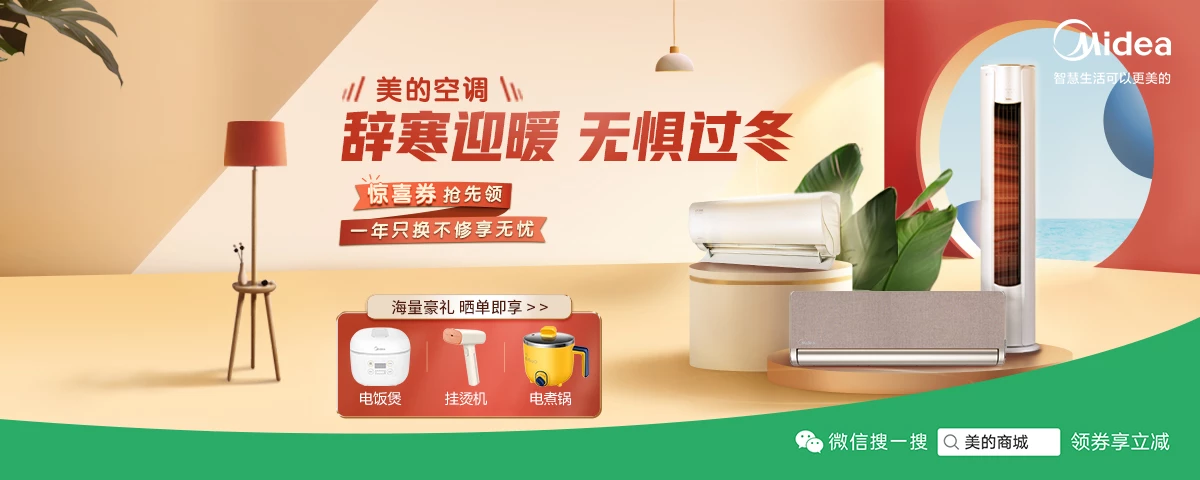 Midea
智慧生活可以更美的
美的空调
辞寒迎暖 无惧过冬
惊喜券 抢先领
一年只换不修享无忧
海量豪礼 晒单即享 >>
电饭煲 挂烫机 电煮锅
微信搜一搜 美的商城 领券享立减